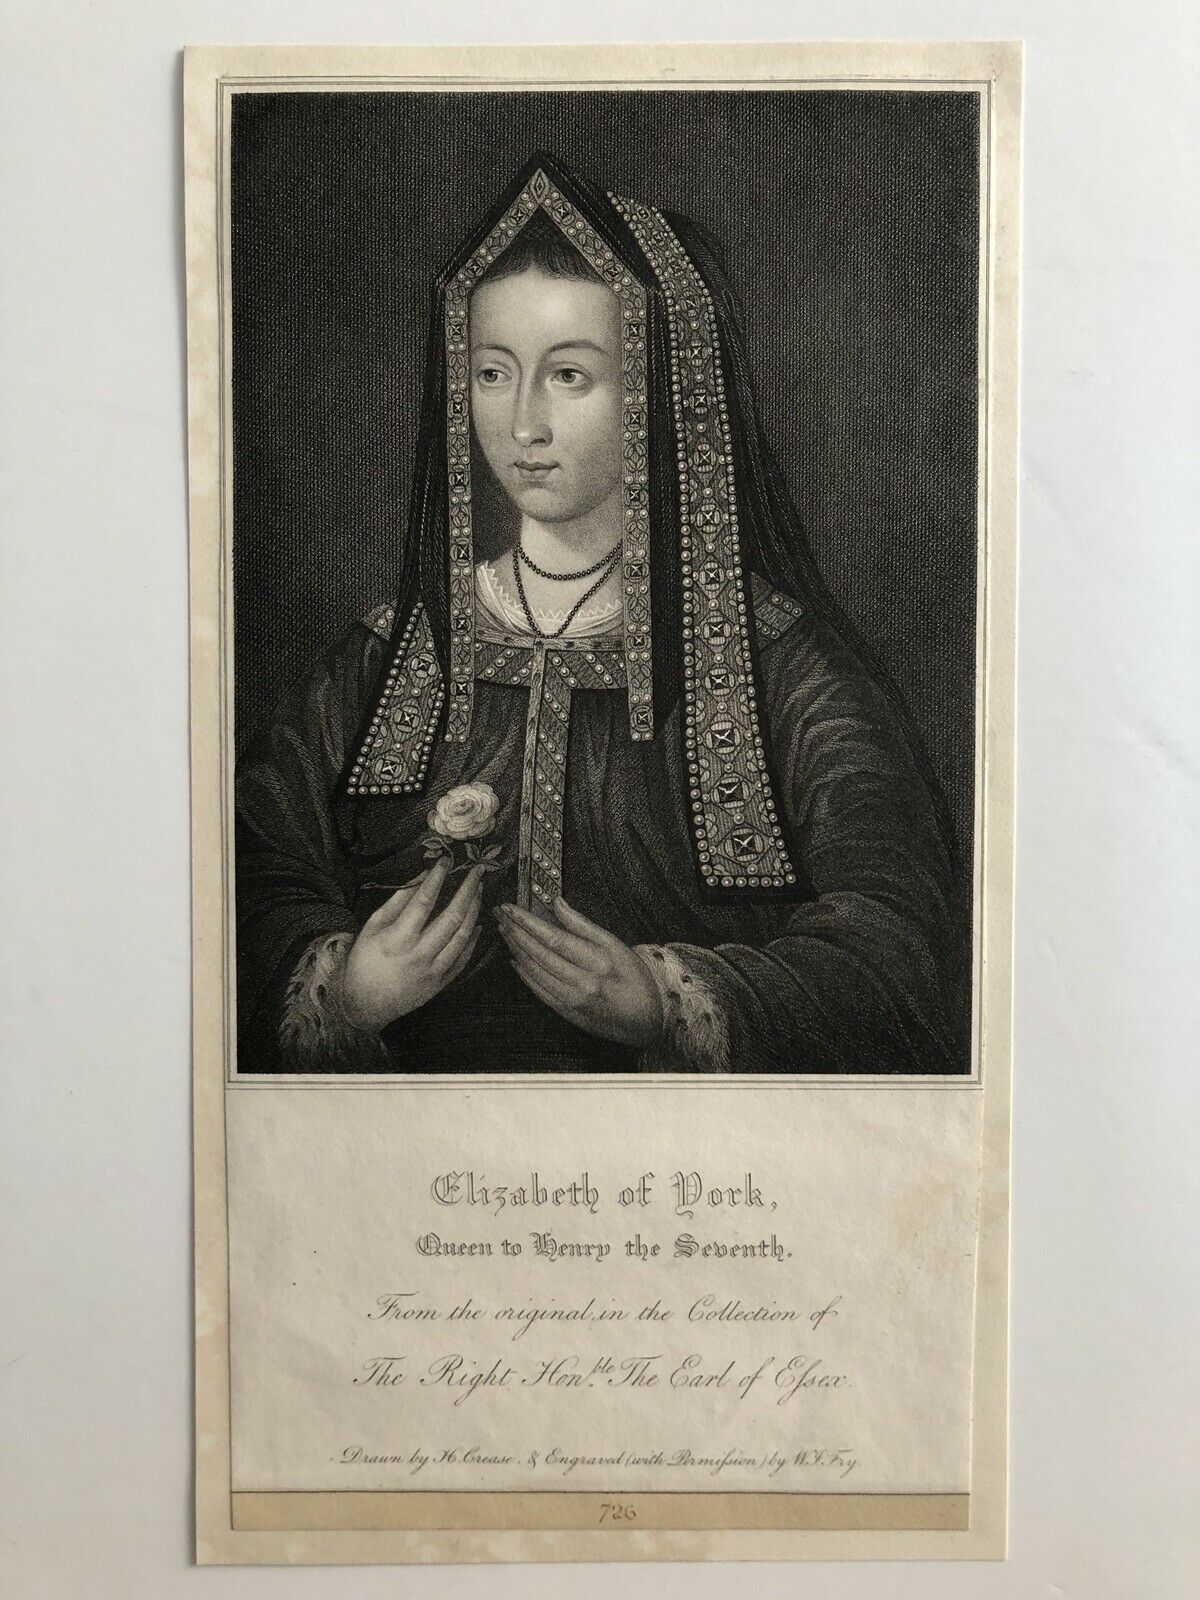 Elizabeth of York,
Queen to Henry the Seventh.
From the original, in the Collection of
The Right Hon.ble The Earl of Eſsex.
Drawn by H. Crease, & Engraved (with Permiſsion) by W.T. Fry.
726